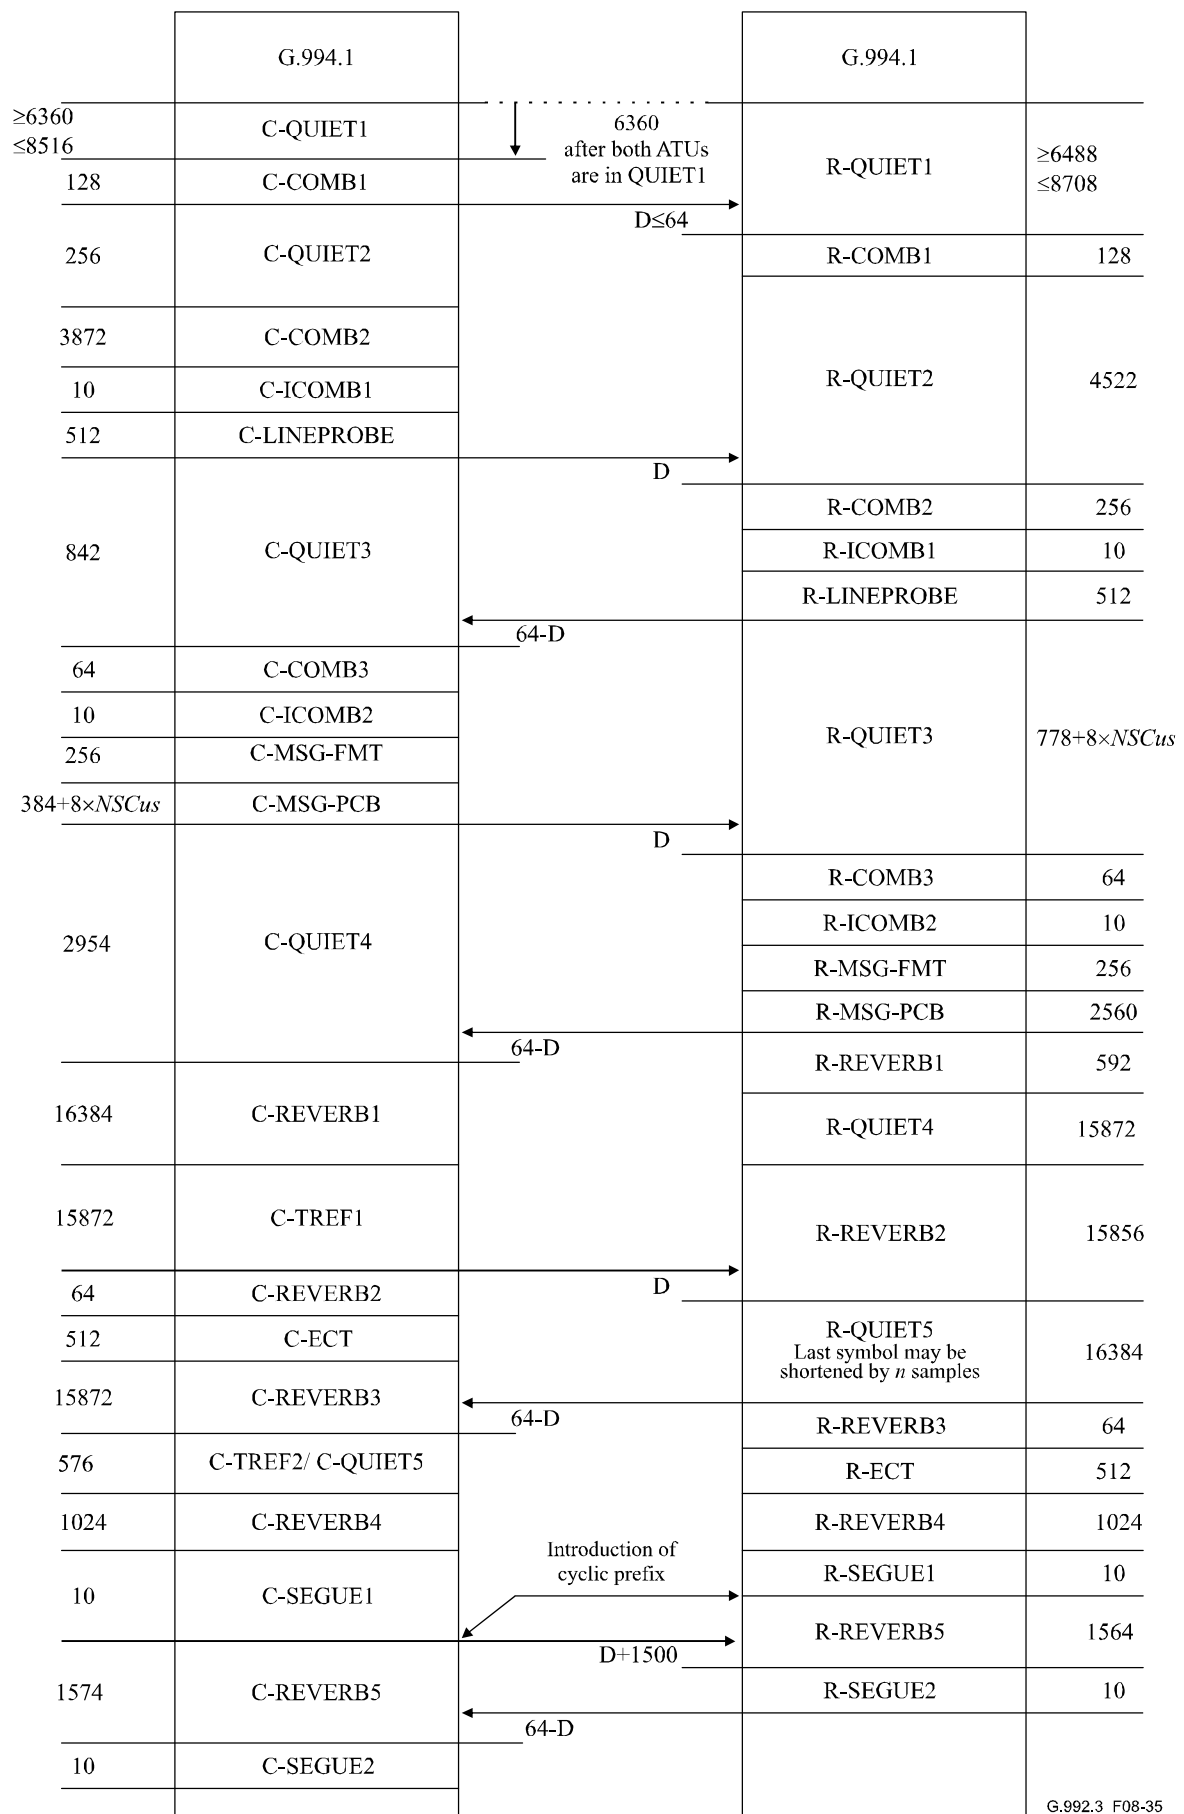 G.994.1
G.994.1
≥6360
≤8516
C-QUIET1
6360
after both ATUs
are in QUIET1
R-QUIET1
≥6488
≤8708
128
C-COMB1
D≤64
256
C-QUIET2
R-COMB1
128
3872
C-COMB2
R-QUIET2
4522
10
C-ICOMB1
512
C-LINEPROBE
D
842
C-QUIET3
R-COMB2
256
R-ICOMB1
10
R-LINEPROBE
512
64-D
64
C-COMB3
10
C-ICOMB2
R-QUIET3
778+8×NSCus
256
C-MSG-FMT
384+8×NSCus
C-MSG-PCB
D
2954
C-QUIET4
R-COMB3
64
R-ICOMB2
10
R-MSG-FMT
256
R-MSG-PCB
2560
64-D
R-REVERB1
592
16384
C-REVERB1
R-QUIET4
15872
15872
C-TREF1
R-REVERB2
15856
D
64
C-REVERB2
512
C-ECT
R-QUIET5
Last symbol may be
shortened by n samples
16384
15872
C-REVERB3
64-D
R-REVERB3
64
576
C-TREF2/ C-QUIET5
R-ECT
512
1024
C-REVERB4
R-REVERB4
1024
Introduction of
cyclic prefix
10
C-SEGUE1
R-SEGUE1
10
R-REVERB5
1564
D+1500
1574
C-REVERB5
R-SEGUE2
10
64-D
10
C-SEGUE2
G.992.3_F08-35